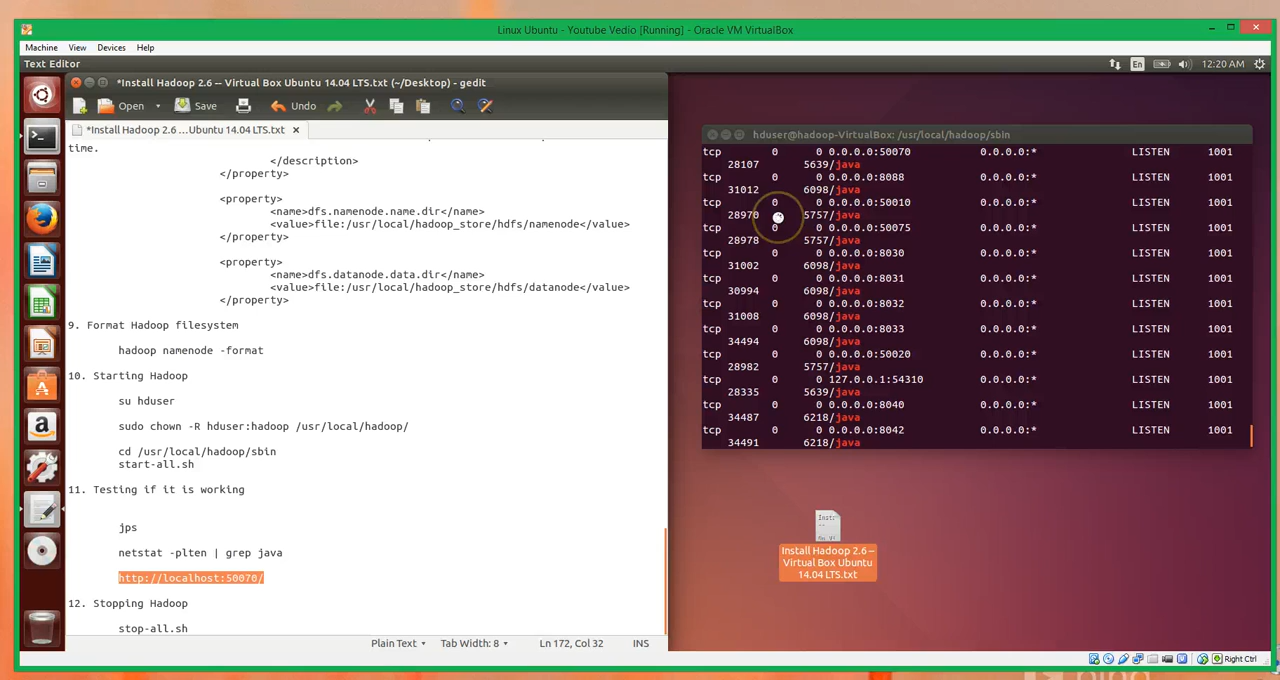 Linux Ubuntu - Youtube Vedio [Running] - Oracle VM VirtualBox
Machine View Devices Help
Text Editor
En
12:20 AM
*Install Hadoop 2.6 -- Virtual Box Ubuntu 14.04 LTS.txt (~/Desktop) - gedit
Open Save Undo
*Install Hadoop 2.6 ...Ubuntu 14.04 LTS.txt ×
time.
</description>
</property>
<property>
<name>dfs.namenode.name.dir</name>
<value>file:/usr/local/hadoop_store/hdfs/namenode</value>
</property>
<property>
<name>dfs.datanode.data.dir</name>
<value>file:/usr/local/hadoop_store/hdfs/datanode</value>
</property>
9. Format Hadoop filesystem
hadoop namenode -format
10. Starting Hadoop
su hduser
sudo chown -R hduser:hadoop /usr/local/hadoop/
cd /usr/local/hadoop/sbin
start-all.sh
11. Testing if it is working
jps
netstat -plten | grep java
http://localhost:50070/
12. Stopping Hadoop
stop-all.sh
Plain Text Tab Width: 8 Ln 172, Col 32 INS
hduser@hadoop-VirtualBox: /usr/local/hadoop/sbin
tcp 0 0 0.0.0.0:50070 0.0.0.0:* LISTEN 1001
28107 5639/java
tcp 0 0 0.0.0.0:8088 0.0.0.0:* LISTEN 1001
31012 6098/java
tcp 0 0 0.0.0.0:50010 0.0.0.0:* LISTEN 1001
28970 5757/java
tcp 0 0 0.0.0.0:50075 0.0.0.0:* LISTEN 1001
28978 5757/java
tcp 0 0 0.0.0.0:8030 0.0.0.0:* LISTEN 1001
31002 6098/java
tcp 0 0 0.0.0.0:8031 0.0.0.0:* LISTEN 1001
30994 6098/java
tcp 0 0 0.0.0.0:8032 0.0.0.0:* LISTEN 1001
31008 6098/java
tcp 0 0 0.0.0.0:8033 0.0.0.0:* LISTEN 1001
34494 6098/java
tcp 0 0 0.0.0.0:50020 0.0.0.0:* LISTEN 1001
28982 5757/java
tcp 0 0 127.0.0.1:54310 0.0.0.0:* LISTEN 1001
28335 5639/java
tcp 0 0 0.0.0.0:8040 0.0.0.0:* LISTEN 1001
34487 6218/java
tcp 0 0 0.0.0.0:8042 0.0.0.0:* LISTEN 1001
34491 6218/java
Install Hadoop 2.6 –
Virtual Box Ubuntu
14.04 LTS.txt
Right Ctrl